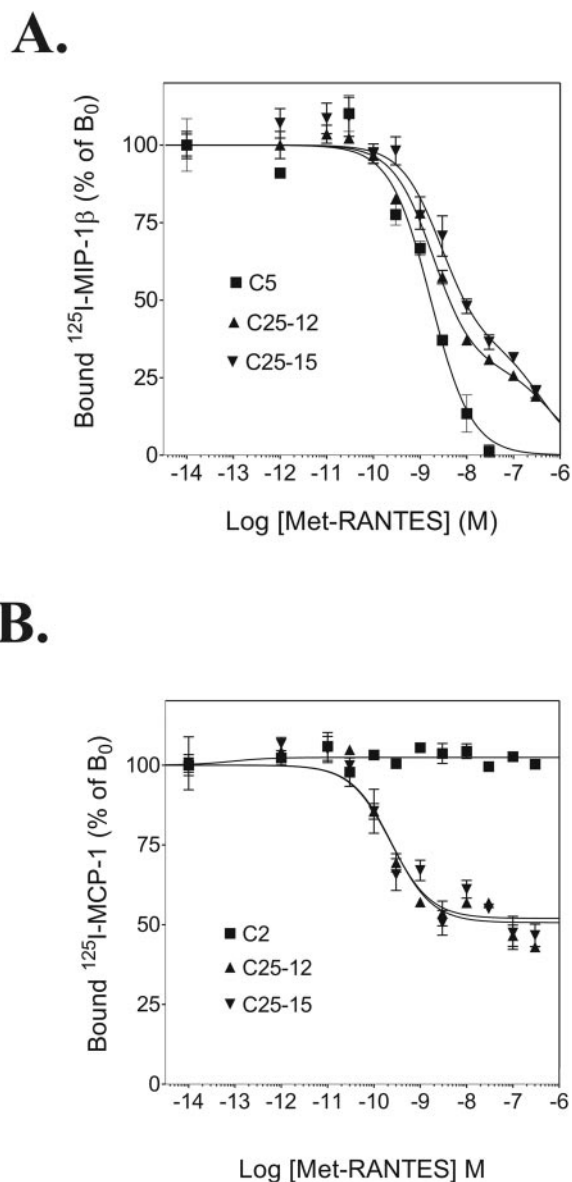 A.
Bound ¹²⁵I-MIP-1β (% of B₀)
100
75
50
25
0
C5
C25-12
C25-15
-14 -13 -12 -11 -10 -9 -8 -7 -6
Log [Met-RANTES] (M)
B.
Bound ¹²⁵I-MCP-1 (% of B₀)
100
75
50
25
0
C2
C25-12
C25-15
-14 -13 -12 -11 -10 -9 -8 -7 -6
Log [Met-RANTES] M